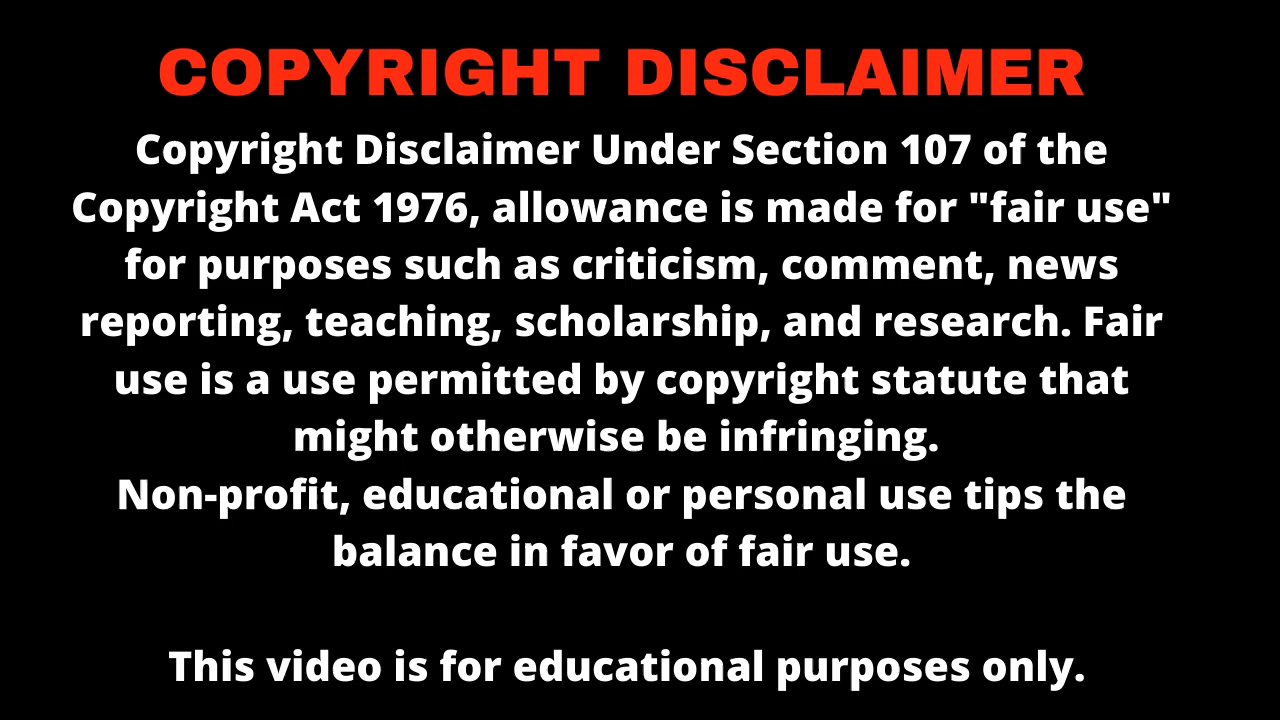 COPYRIGHT DISCLAIMER
Copyright Disclaimer Under Section 107 of the
Copyright Act 1976, allowance is made for "fair use"
for purposes such as criticism, comment, news
reporting, teaching, scholarship, and research. Fair
use is a use permitted by copyright statute that
might otherwise be infringing.
Non-profit, educational or personal use tips the
balance in favor of fair use.
This video is for educational purposes only.